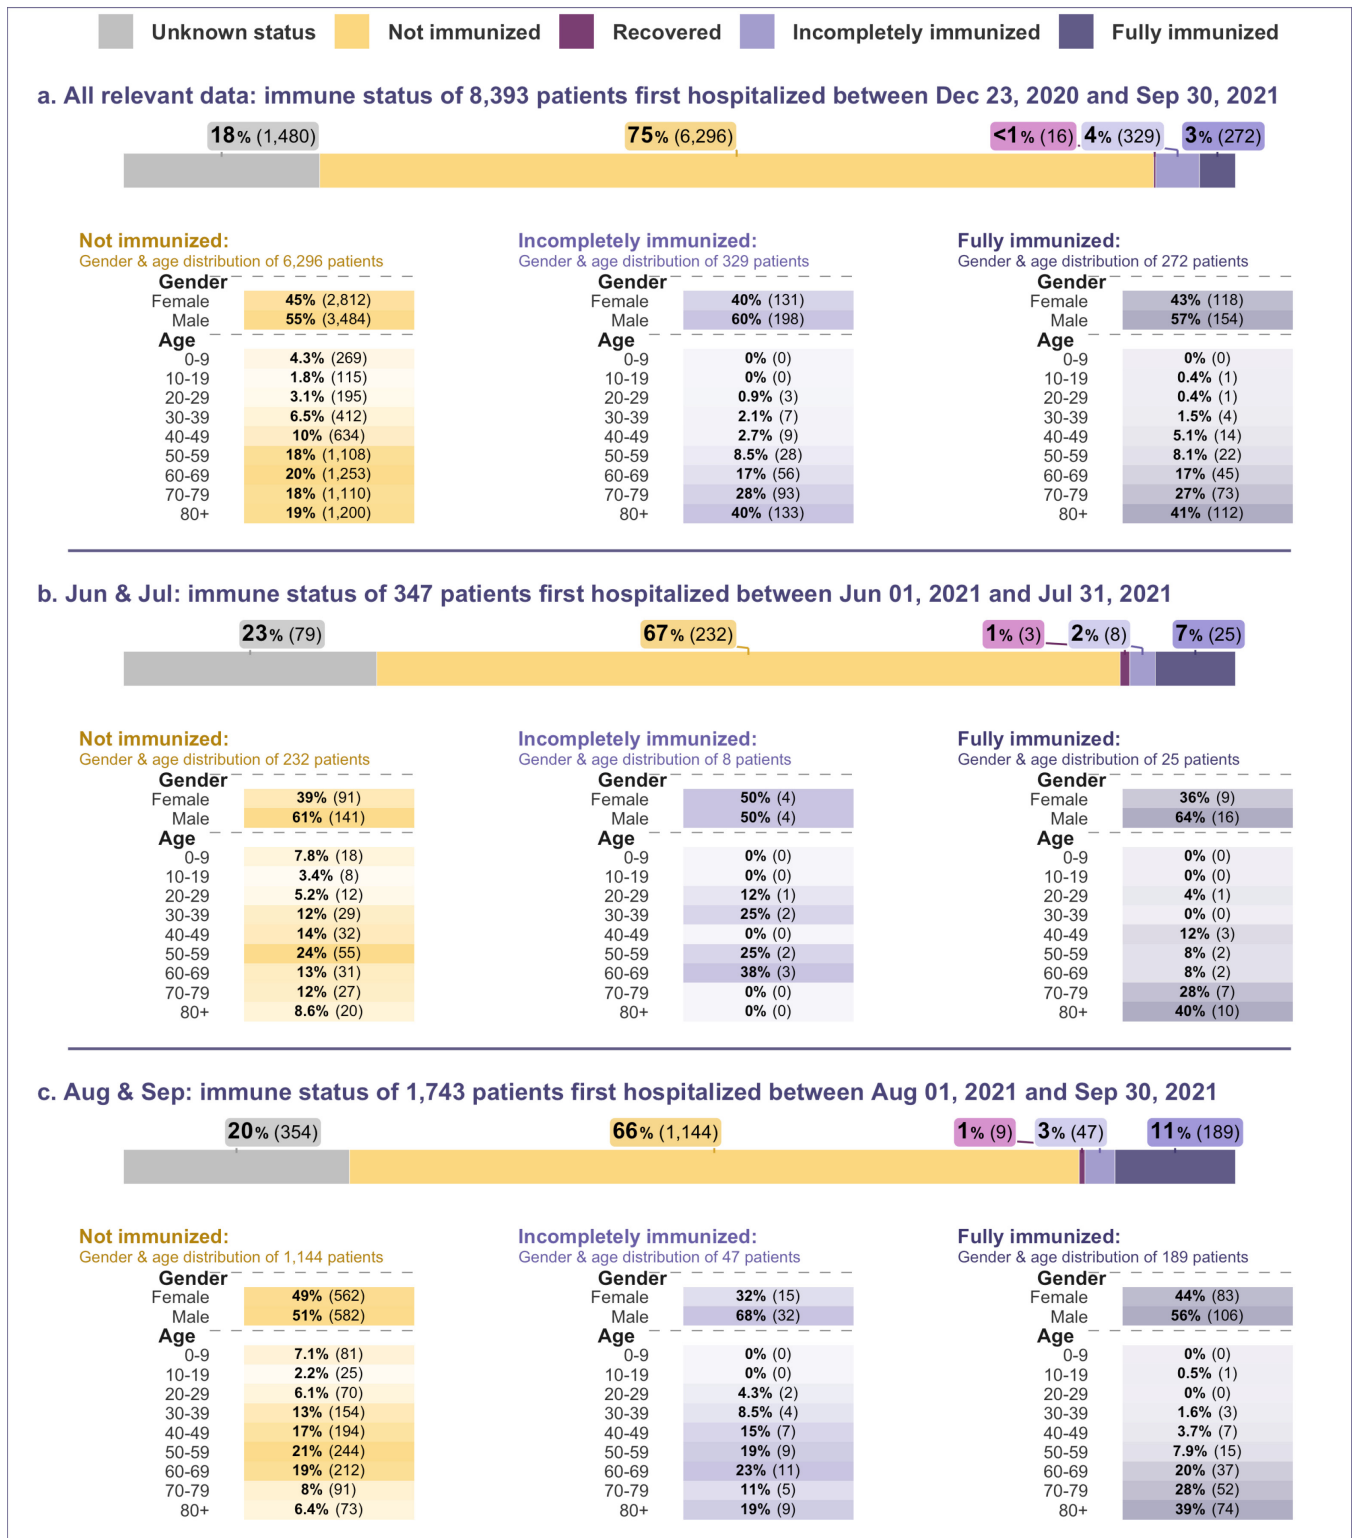 Unknown status Not immunized Recovered Incompletely immunized Fully immunized
a. All relevant data: immune status of 8,393 patients first hospitalized between Dec 23, 2020 and Sep 30, 2021
18% (1,480) 75% (6,296) <1% (16) 4% (329) 3% (272)
Not immunized: Incompletely immunized: Fully immunized:
Gender & age distribution of 6,296 patients Gender & age distribution of 329 patients Gender & age distribution of 272 patients
Gender Gender Gender
Female 45% (2,812) Female 40% (131) Female 43% (118)
Male 55% (3,484) Male 60% (198) Male 57% (154)
Age Age Age
0-9 4.3% (269) 0-9 0% (0) 0-9 0% (0)
10-19 1.8% (115) 10-19 0% (0) 10-19 0.4% (1)
20-29 3.1% (195) 20-29 0.9% (3) 20-29 0.4% (1)
30-39 6.5% (412) 30-39 2.1% (7) 30-39 1.5% (4)
40-49 10% (634) 40-49 2.7% (9) 40-49 5.1% (14)
50-59 18% (1,108) 50-59 8.5% (28) 50-59 8.1% (22)
60-69 20% (1,253) 60-69 17% (56) 60-69 17% (45)
70-79 18% (1,110) 70-79 28% (93) 70-79 27% (73)
80+ 19% (1,200) 80+ 40% (133) 80+ 41% (112)
b. Jun & Jul: immune status of 347 patients first hospitalized between Jun 01, 2021 and Jul 31, 2021
23% (79) 67% (232) 1% (3) 2% (8) 7% (25)
Not immunized: Incompletely immunized: Fully immunized:
Gender & age distribution of 232 patients Gender & age distribution of 8 patients Gender & age distribution of 25 patients
Gender Gender Gender
Female 39% (91) Female 50% (4) Female 36% (9)
Male 61% (141) Male 50% (4) Male 64% (16)
Age Age Age
0-9 7.8% (18) 0-9 0% (0) 0-9 0% (0)
10-19 3.4% (8) 10-19 0% (0) 10-19 0% (0)
20-29 5.2% (12) 20-29 12% (1) 20-29 4% (1)
30-39 12% (29) 30-39 25% (2) 30-39 0% (0)
40-49 14% (32) 40-49 0% (0) 40-49 12% (3)
50-59 24% (55) 50-59 25% (2) 50-59 8% (2)
60-69 13% (31) 60-69 38% (3) 60-69 8% (2)
70-79 12% (27) 70-79 0% (0) 70-79 28% (7)
80+ 8.6% (20) 80+ 0% (0) 80+ 40% (10)
c. Aug & Sep: immune status of 1,743 patients first hospitalized between Aug 01, 2021 and Sep 30, 2021
20% (354) 66% (1,144) 1% (9) 3% (47) 11% (189)
Not immunized: Incompletely immunized: Fully immunized:
Gender & age distribution of 1,144 patients Gender & age distribution of 47 patients Gender & age distribution of 189 patients
Gender Gender Gender
Female 49% (562) Female 32% (15) Female 44% (83)
Male 51% (582) Male 68% (32) Male 56% (106)
Age Age Age
0-9 7.1% (81) 0-9 0% (0) 0-9 0% (0)
10-19 2.2% (25) 10-19 0% (0) 10-19 0.5% (1)
20-29 6.1% (70) 20-29 4.3% (2) 20-29 0% (0)
30-39 13% (154) 30-39 8.5% (4) 30-39 1.6% (3)
40-49 17% (194) 40-49 15% (7) 40-49 3.7% (7)
50-59 21% (244) 50-59 19% (9) 50-59 7.9% (15)
60-69 19% (212) 60-69 23% (11) 60-69 20% (37)
70-79 8% (91) 70-79 11% (5) 70-79 28% (52)
80+ 6.4% (73) 80+ 19% (9) 80+ 39% (74)